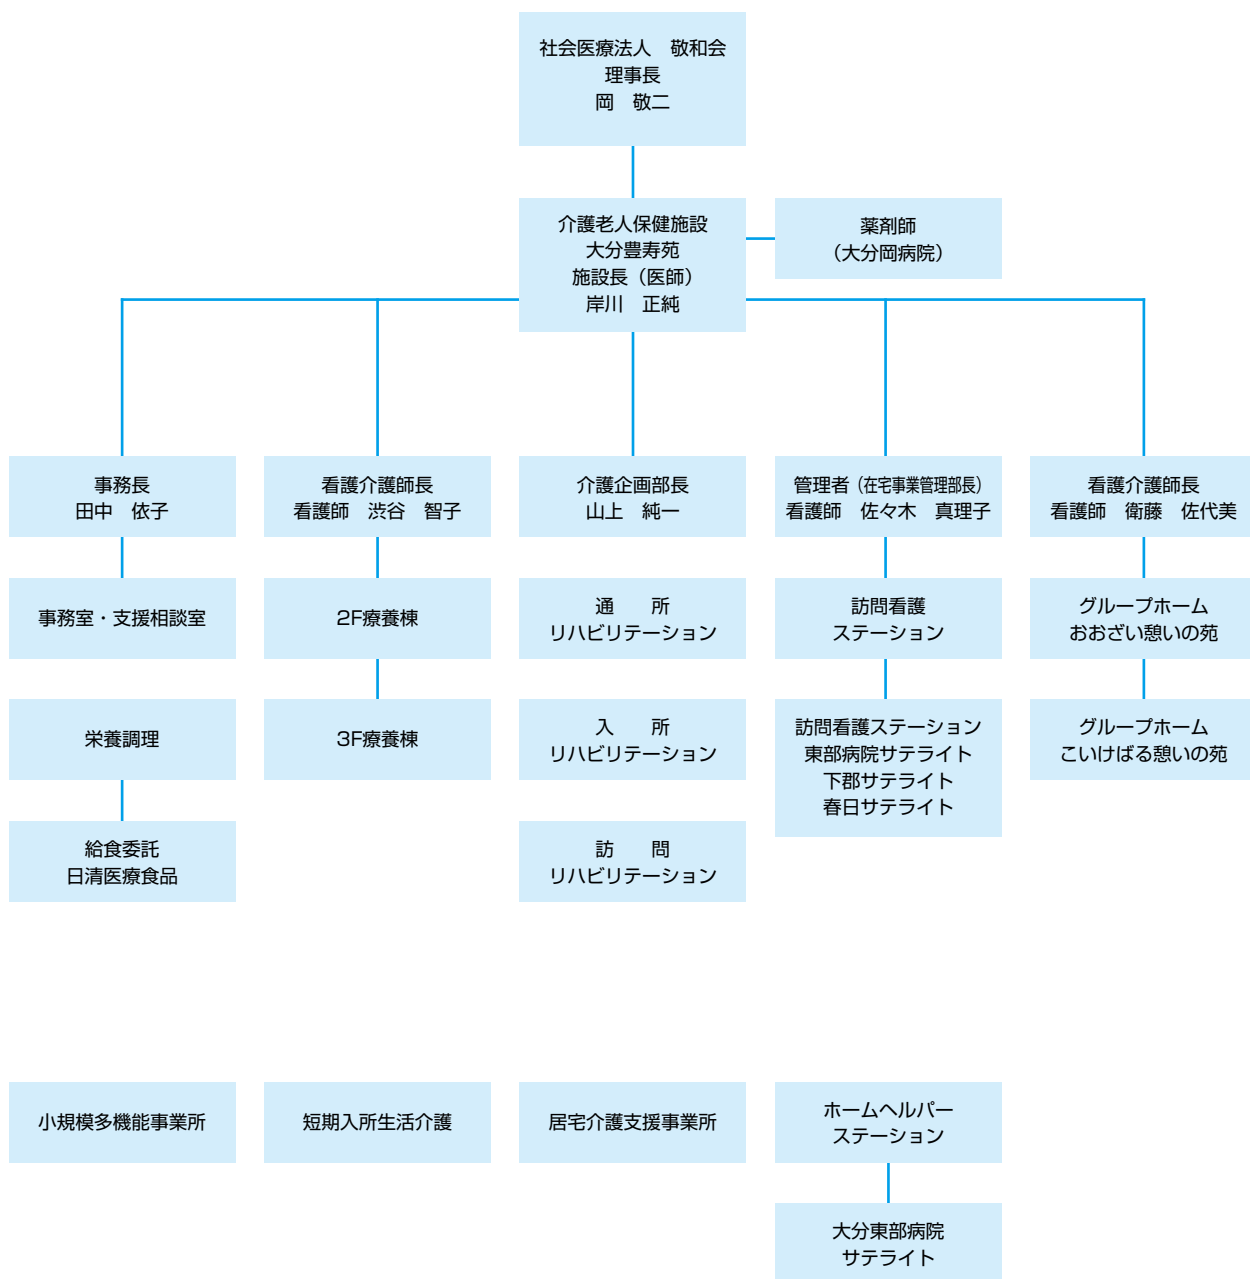 社会医療法人　敬和会
理事長
岡　敬二
介護老人保健施設
大分豊寿苑
施設長（医師）
岸川　正純
薬剤師
（大分岡病院）
事務長
田中　依子
看護介護師長
看護師　渋谷　智子
介護企画部長
山上　純一
管理者（在宅事業管理部長）
看護師　佐々木　真理子
看護介護師長
看護師　衛藤　佐代美
事務室・支援相談室
2F療養棟
通　　所
リハビリテーション
訪問看護
ステーション
グループホーム
おおざい憩いの苑
栄養調理
3F療養棟
入　　所
リハビリテーション
訪問看護ステーション
東部病院サテライト
下郡サテライト
春日サテライト
グループホーム
こいけばる憩いの苑
給食委託
日清医療食品
訪　　問
リハビリテーション
小規模多機能事業所
短期入所生活介護
居宅介護支援事業所
ホームヘルパー
ステーション
大分東部病院
サテライト